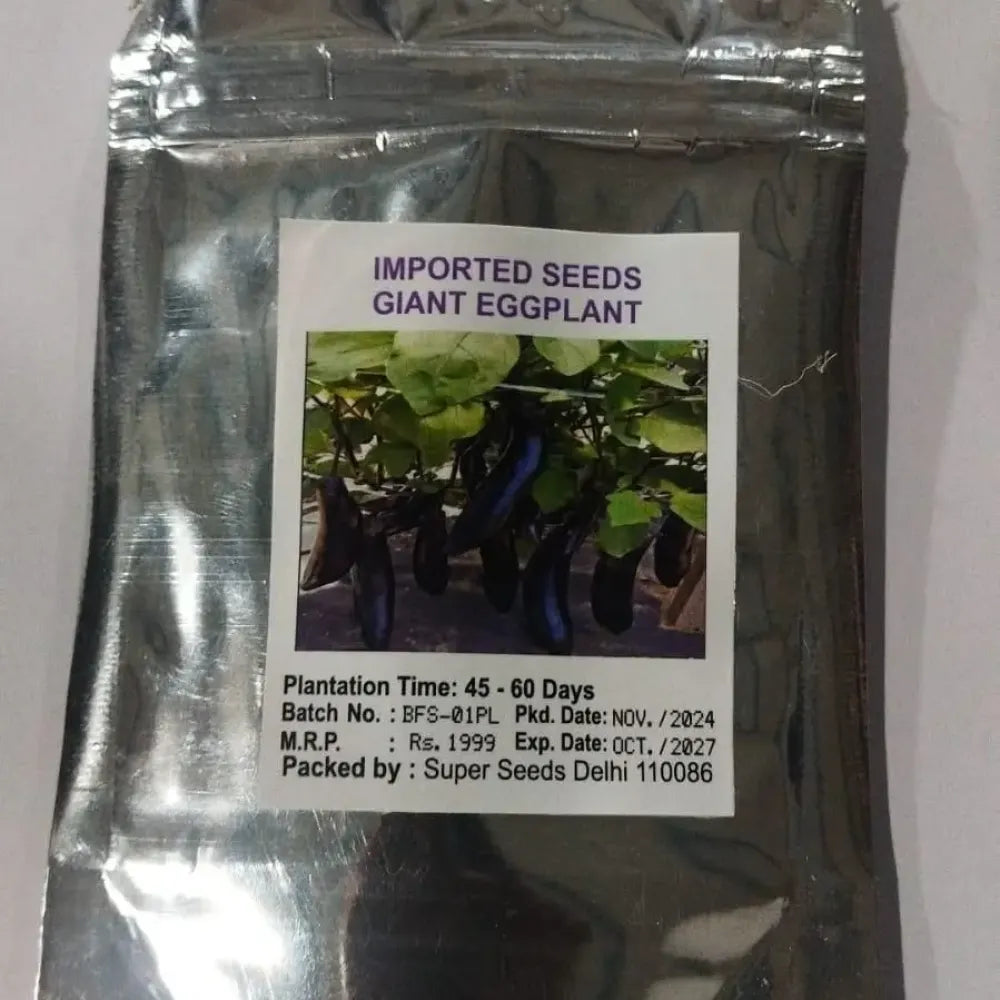 IMPORTED SEEDS
GIANT EGGPLANT
Plantation Time: 45 - 60 Days
Batch No. : BFS-01PL Pkd. Date: NOV. /2024
M.R.P. : Rs. 1999 Exp. Date: OCT. /2027
Packed by : Super Seeds Delhi 110086